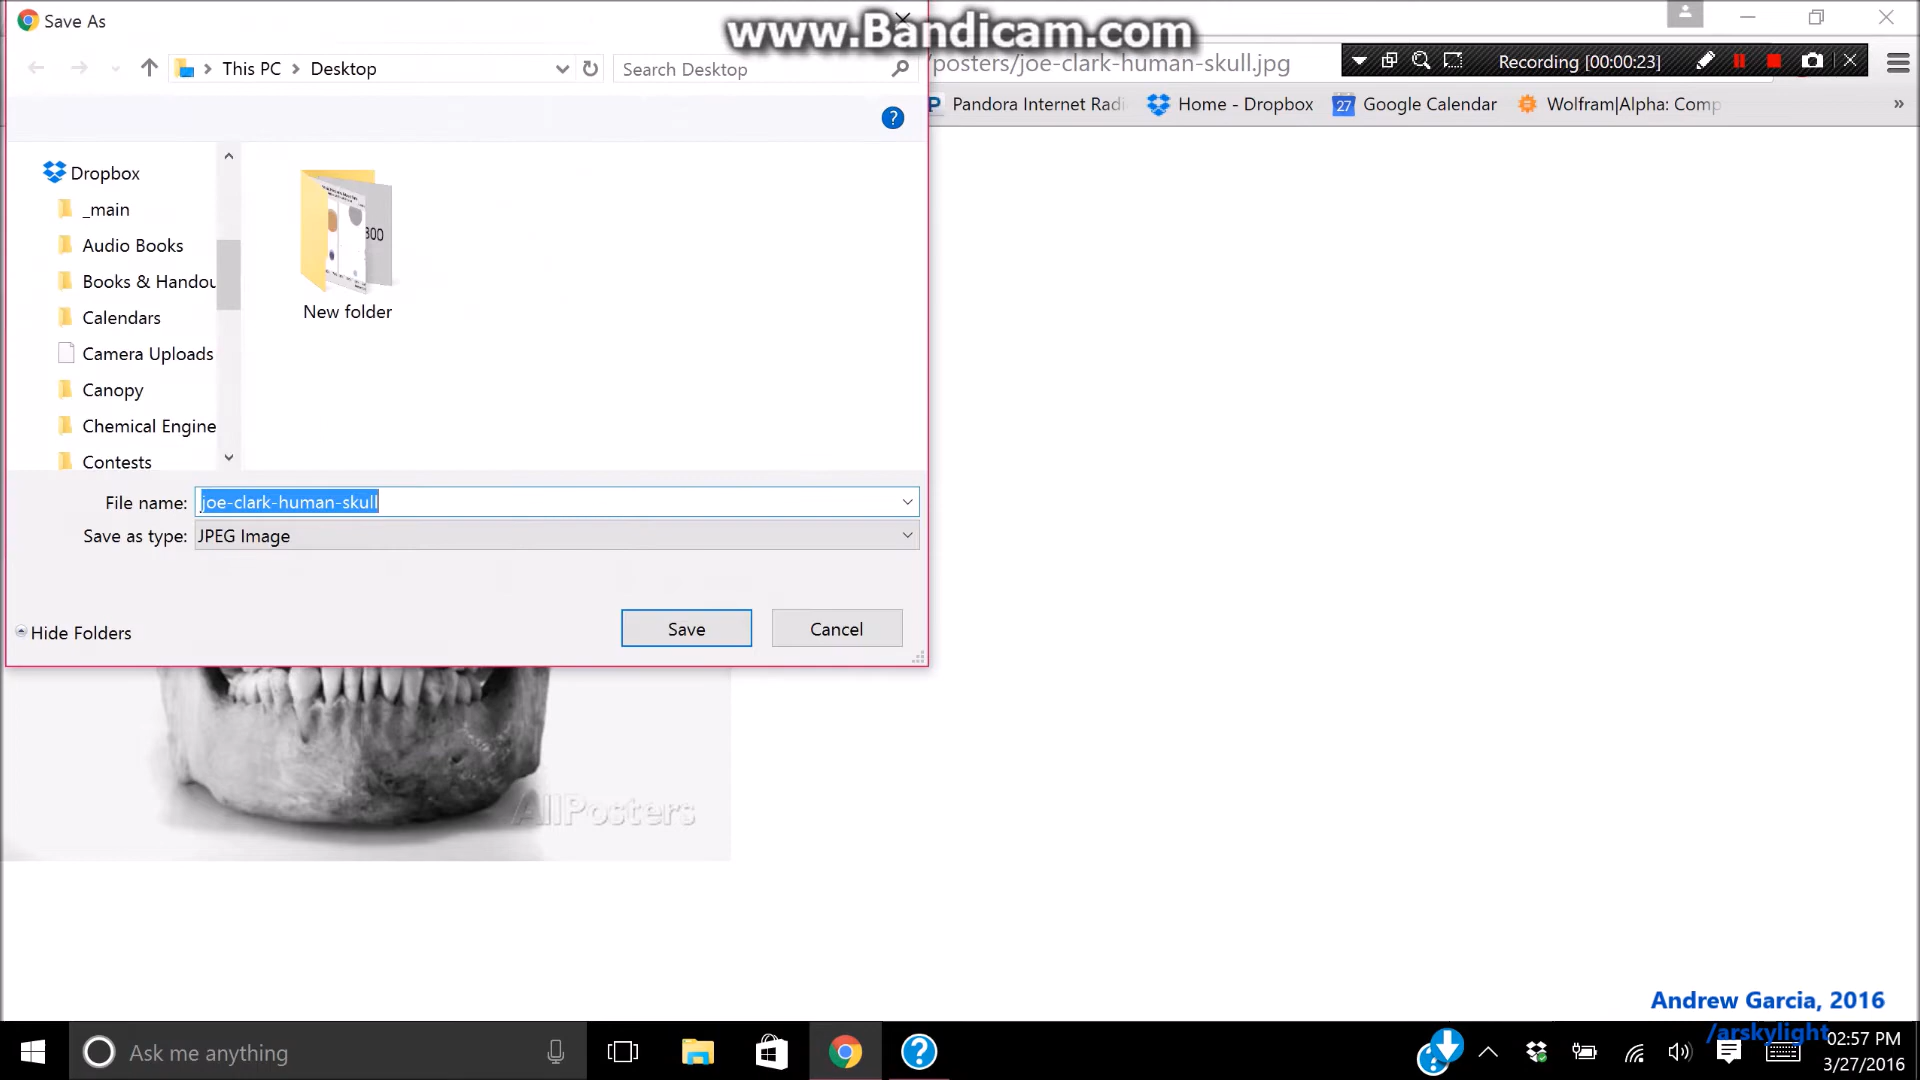 Save As
www.Bandicam.com
This PC
Desktop
Search Desktop
/posters/joe-clark-human-skull.jpg
Recording [00:00:23]
?
P Pandora Internet Radi
Home - Dropbox
27 Google Calendar
Wolfram|Alpha: Comp
»
Dropbox
_main
Audio Books
Books & Handou
Calendars
Camera Uploads
Canopy
Chemical Engine
Contests
300
New folder
File name: joe-clark-human-skull
Save as type: JPEG Image
Hide Folders
Save
Cancel
AllPosters
Andrew Garcia, 2016
/arskylight
Ask me anything
?
02:57 PM
3/27/2016